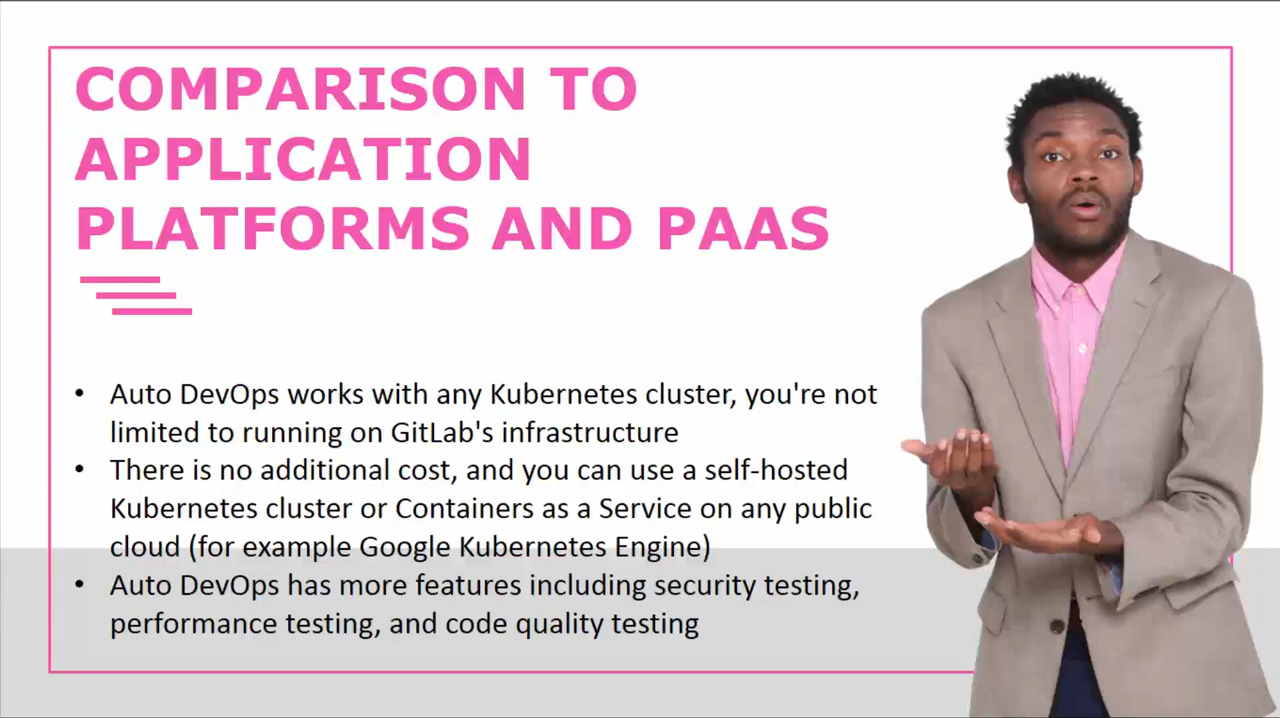 COMPARISON TO
APPLICATION
PLATFORMS AND PAAS
• Auto DevOps works with any Kubernetes cluster, you're not
limited to running on GitLab's infrastructure
• There is no additional cost, and you can use a self-hosted
Kubernetes cluster or Containers as a Service on any public
cloud (for example Google Kubernetes Engine)
• Auto DevOps has more features including security testing,
performance testing, and code quality testing